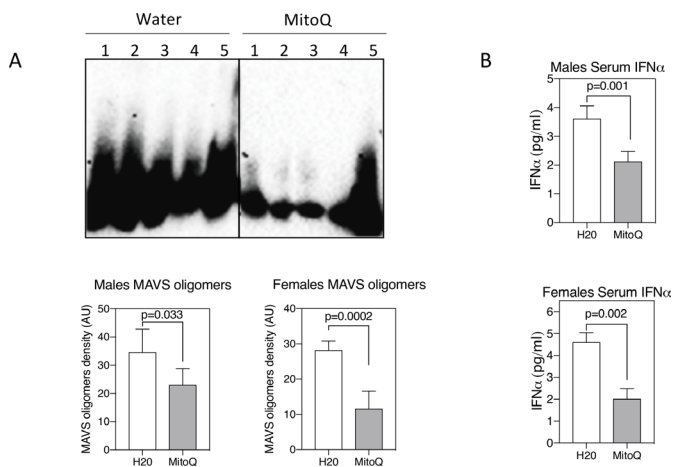 Water MitoQ
1 2 3 4 5 1 2 3 4 5
A
B
Males Serum IFNα
p=0.001
IFNα (pg/ml)
5
4
3
2
1
0
H20 MitoQ
Males MAVS oligomers
p=0.033
MAVS oligomers density (AU)
50
40
30
20
10
0
H20 MitoQ
Females MAVS oligomers
p=0.0002
MAVS oligomers density (AU)
40
30
20
10
0
H20 MitoQ
Females Serum IFNα
p=0.002
IFNα (pg/ml)
6
5
4
3
2
1
0
H20 MitoQ